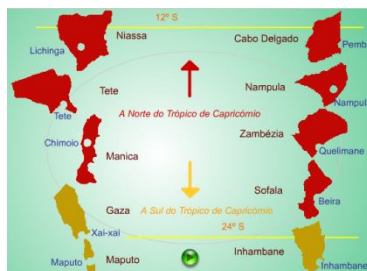 12º S
Niassa
Cabo Delgado
Lichinga
Pemb
Tete
Nampula
A Norte do Trópico de Capricórnio
Tete
Nampul
Zambézia
Chimoio
Manica
Quelimane
Sofala
Gaza
A Sul do Trópico de Capricórnio
Beira
Xai-xai
24º S
Inhambane
Maputo
Maputo
Inhambane